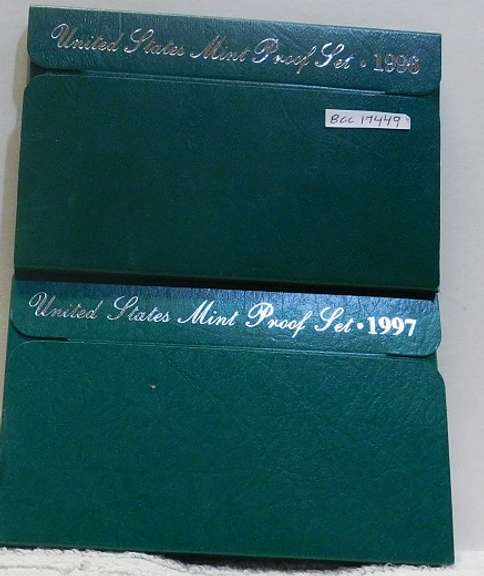 United States Mint Proof Set · 1996
BCC 17449
United States Mint Proof Set · 1997